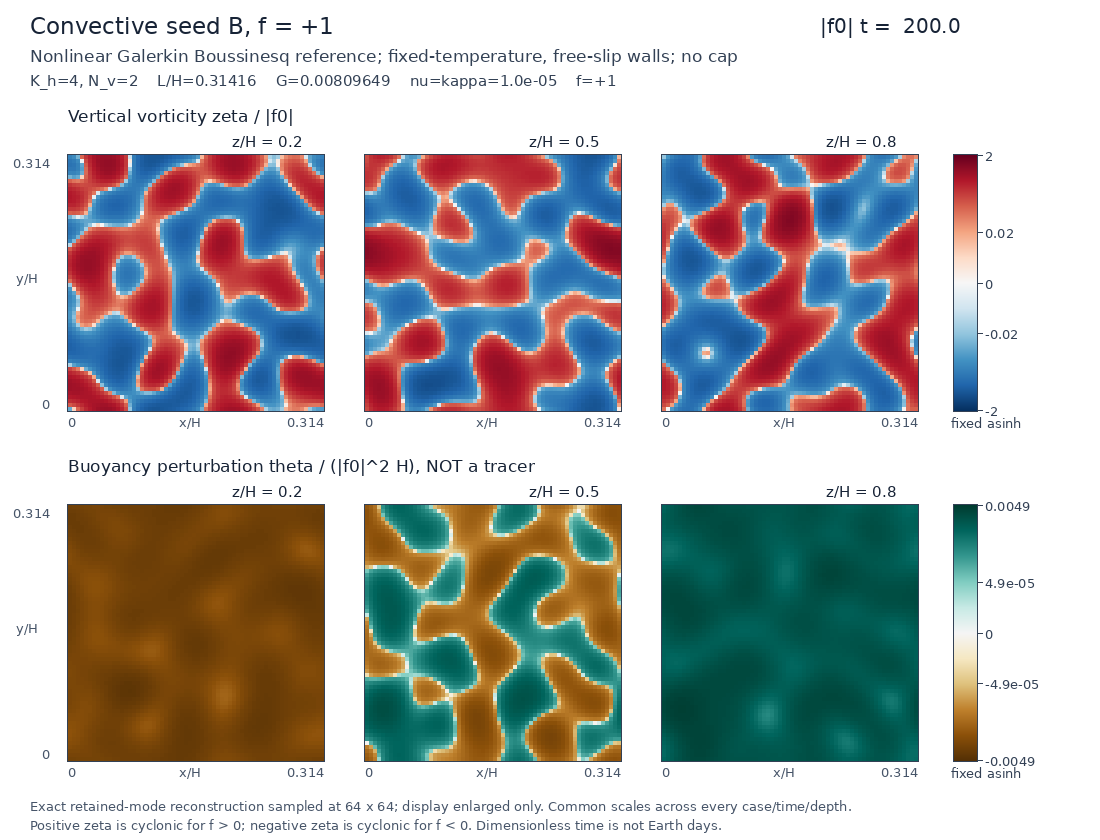 Convective seed B, f = +1
|f0| t =  200.0
Nonlinear Galerkin Boussinesq reference; fixed-temperature, free-slip walls; no cap
K_h=4, N_v=2    L/H=0.31416    G=0.00809649    nu=kappa=1.0e-05    f=+1
Vertical vorticity zeta / |f0|
z/H = 0.2
z/H = 0.5
z/H = 0.8
0.314
y/H
0
0
x/H
0.314
0
x/H
0.314
0
x/H
0.314
2
0.02
0
-0.02
-2
fixed asinh
Buoyancy perturbation theta / (|f0|^2 H), NOT a tracer
z/H = 0.2
z/H = 0.5
z/H = 0.8
0.314
y/H
0
0
x/H
0.314
0
x/H
0.314
0
x/H
0.314
0.0049
4.9e-05
0
-4.9e-05
-0.0049
fixed asinh
Exact retained-mode reconstruction sampled at 64 x 64; display enlarged only. Common scales across every case/time/depth.
Positive zeta is cyclonic for f > 0; negative zeta is cyclonic for f < 0. Dimensionless time is not Earth days.